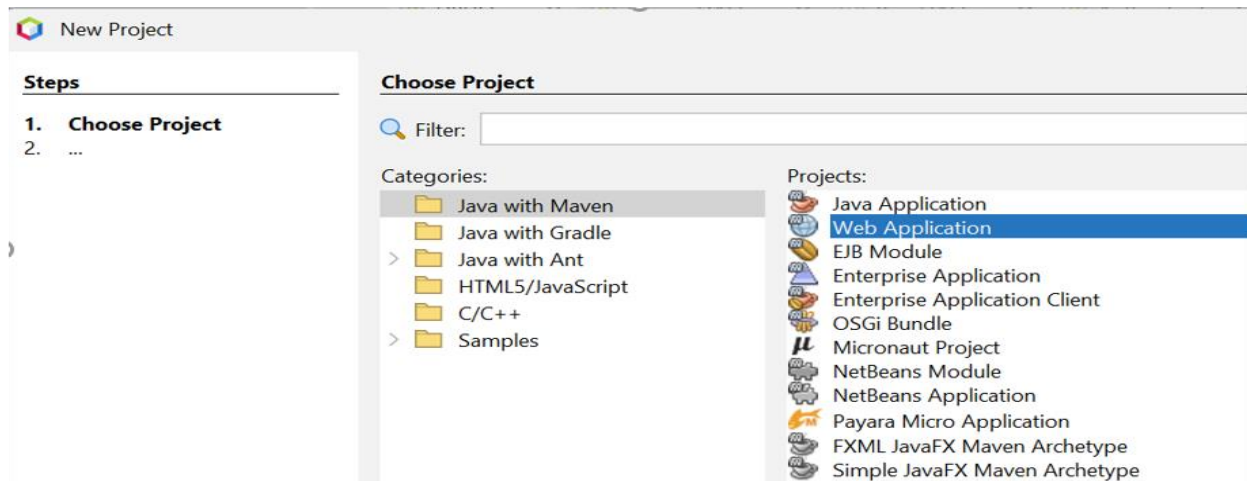 New Project
Steps
1. Choose Project
2. ...
Choose Project
Filter:
Categories:
Java with Maven
Java with Gradle
Java with Ant
HTML5/JavaScript
C/C++
Samples
Projects:
Java Application
Web Application
EJB Module
Enterprise Application
Enterprise Application Client
OSGi Bundle
Micronaut Project
NetBeans Module
NetBeans Application
Payara Micro Application
FXML JavaFX Maven Archetype
Simple JavaFX Maven Archetype